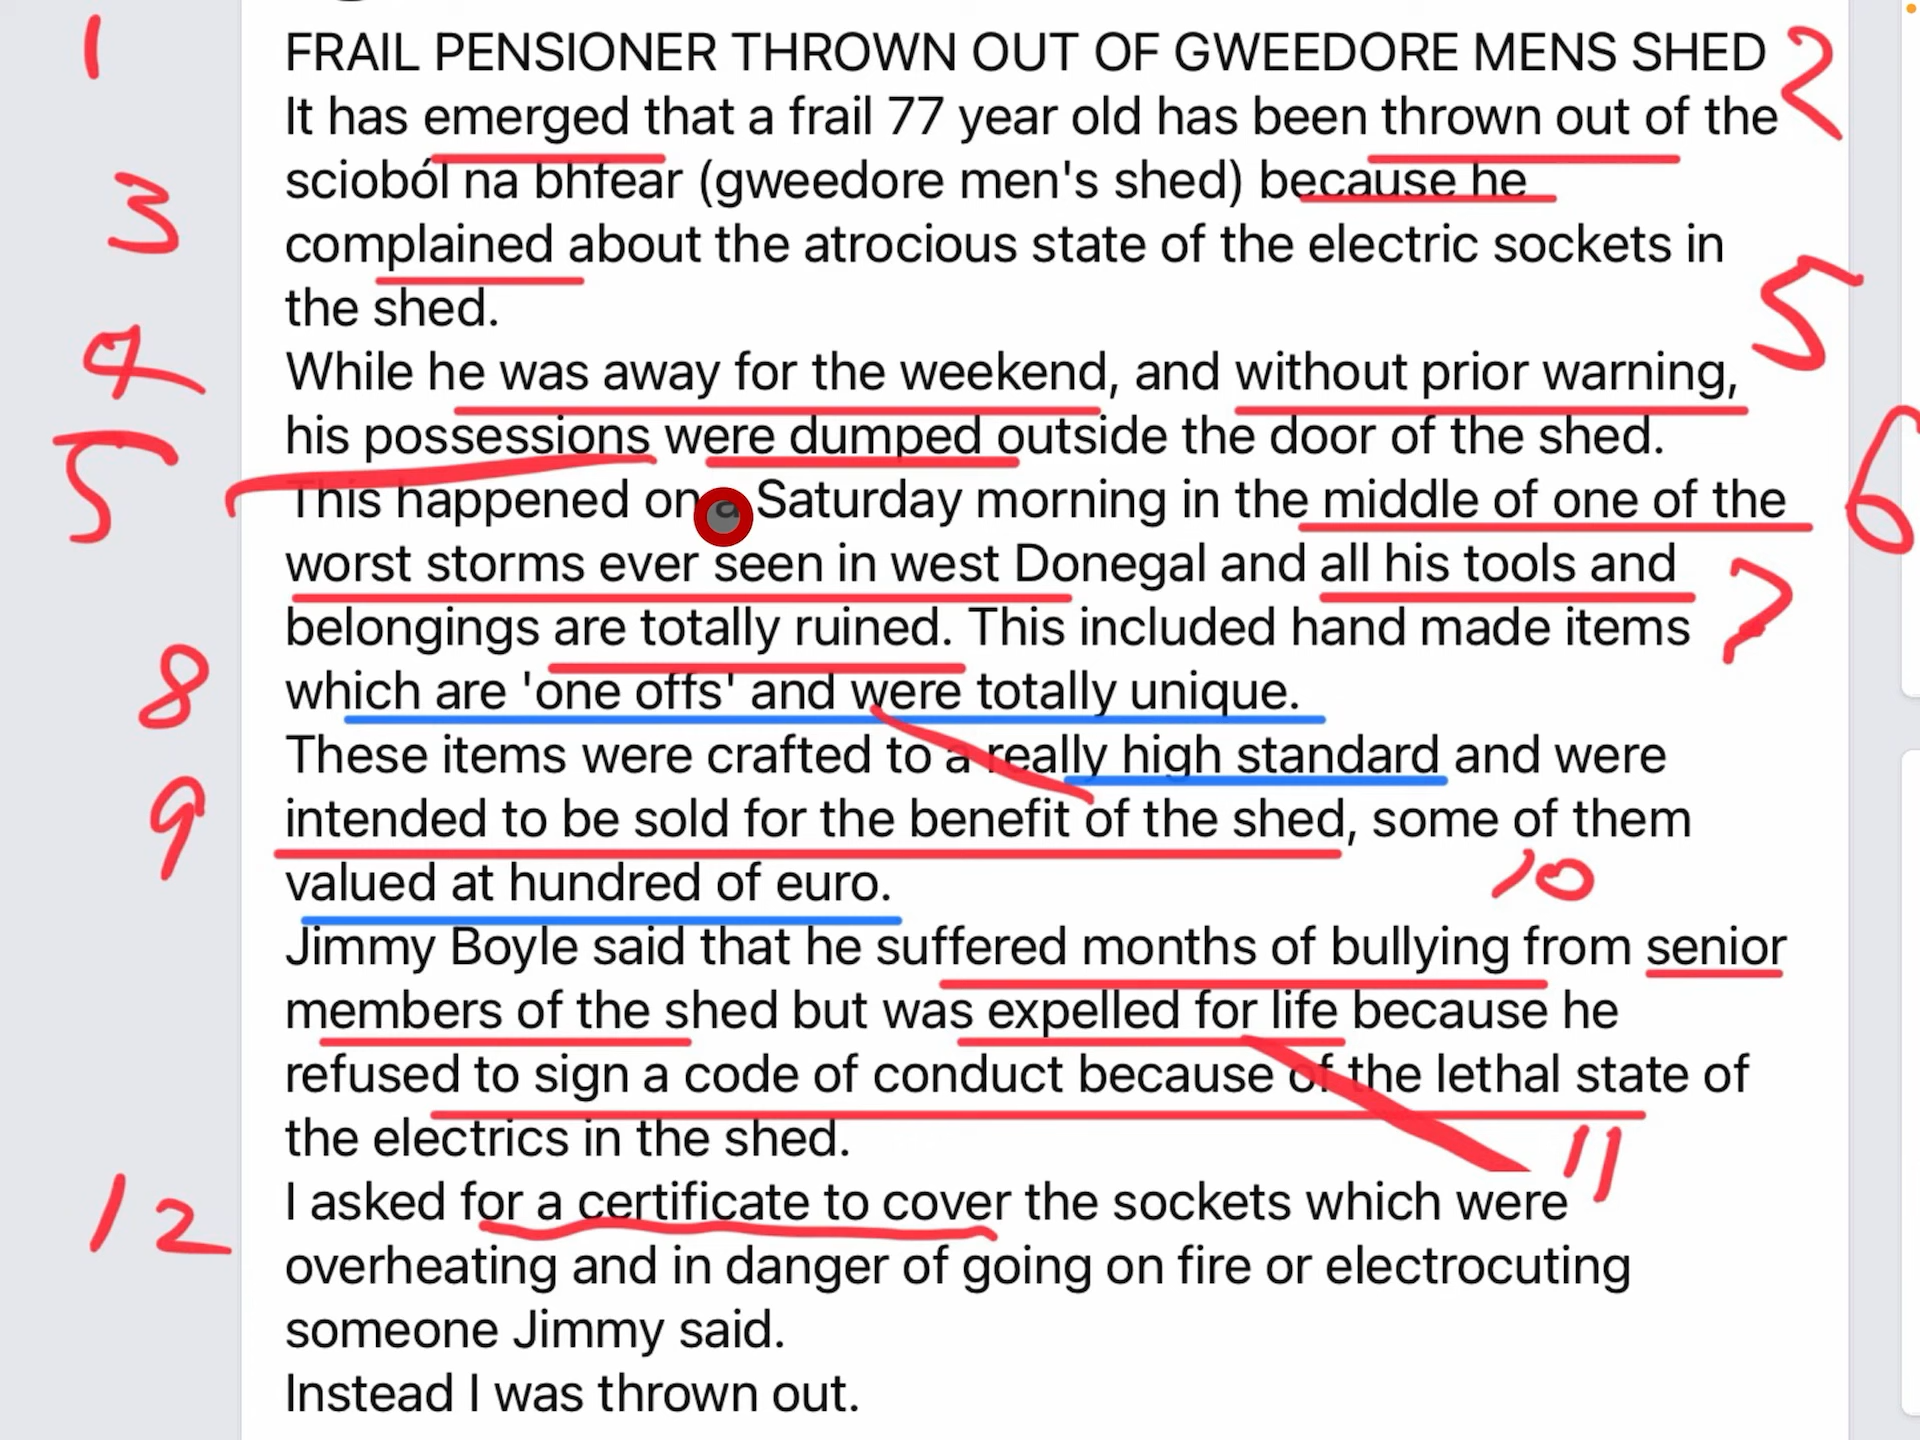 1
FRAIL PENSIONER THROWN OUT OF GWEEDORE MENS SHED 2
It has emerged that a frail 77 year old has been thrown out of the
3 scioból na bhfear (gweedore men's shed) because he
complained about the atrocious state of the electric sockets in
the shed. 5
4 While he was away for the weekend, and without prior warning,
5 his possessions were dumped outside the door of the shed. 6
This happened on a Saturday morning in the middle of one of the
worst storms ever seen in west Donegal and all his tools and
belongings are totally ruined. This included hand made items 7
8 which are 'one offs' and were totally unique.
These items were crafted to a really high standard and were
9 intended to be sold for the benefit of the shed, some of them
valued at hundred of euro. 10
Jimmy Boyle said that he suffered months of bullying from senior
members of the shed but was expelled for life because he
refused to sign a code of conduct because of the lethal state of
the electrics in the shed. 11
12 I asked for a certificate to cover the sockets which were
overheating and in danger of going on fire or electrocuting
someone Jimmy said.
Instead I was thrown out.